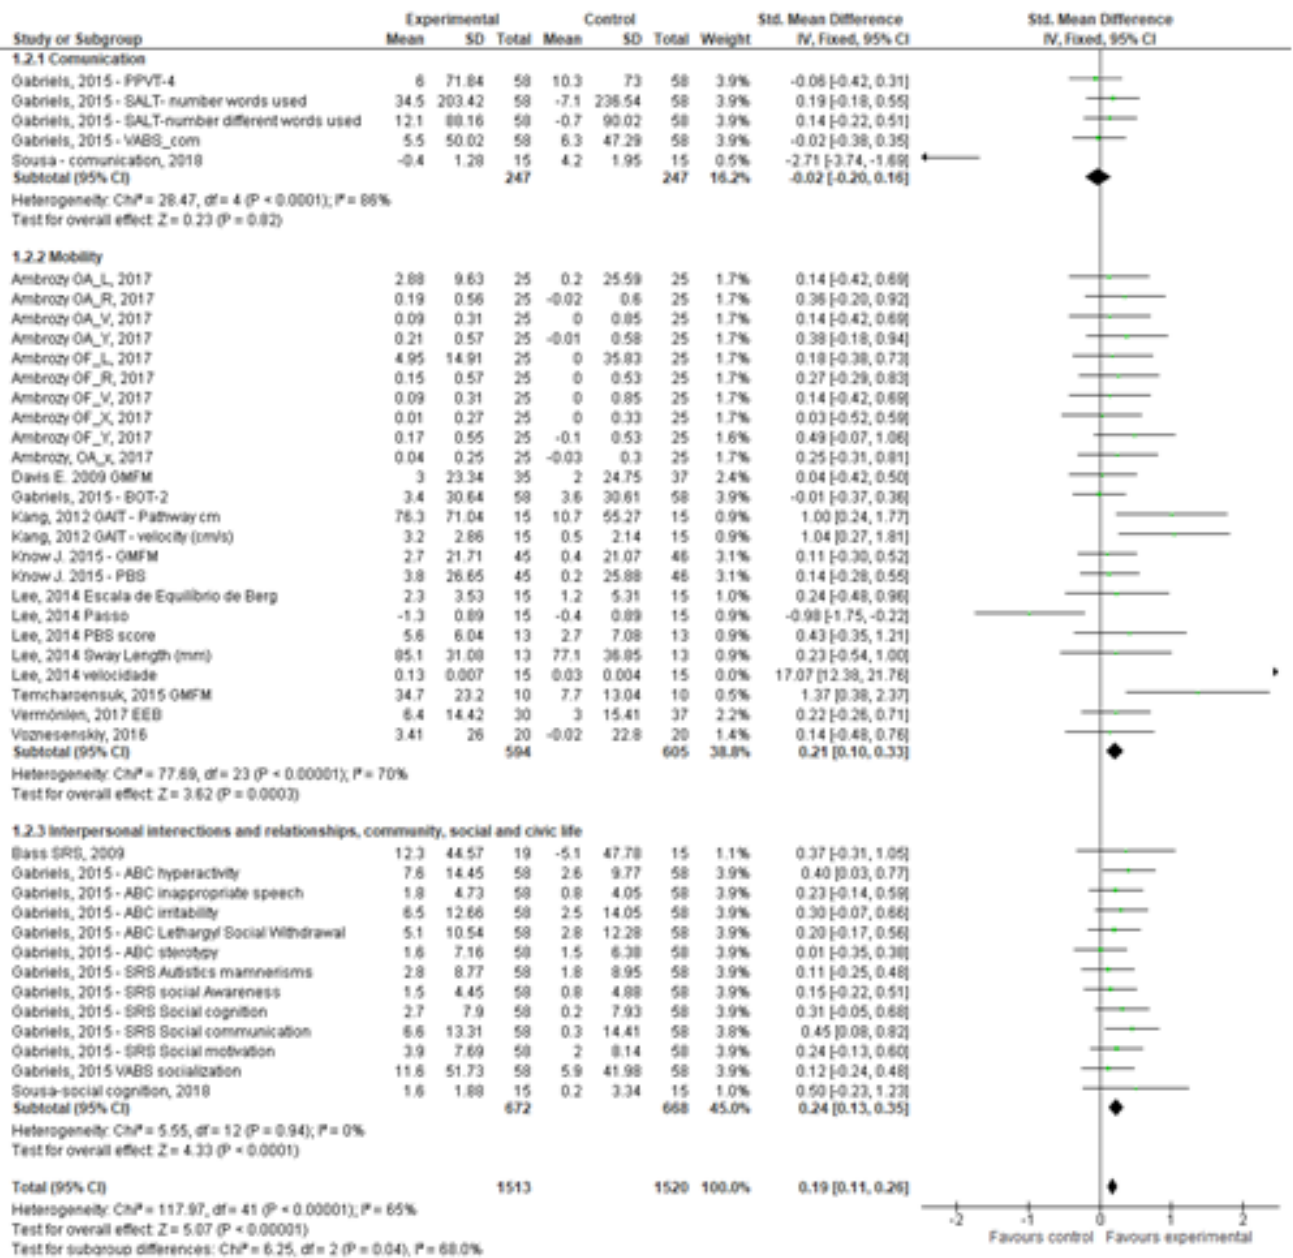 Experimental Control Std. Mean Difference Std. Mean Difference
Study or Subgroup Mean SD Total Mean SD Total Weight IV, Fixed, 95% CI IV, Fixed, 95% CI
1.2.1 Comunication
Gabriels, 2015 - PPVT-4 6 71.84 58 10.3 73 58 3.9% -0.06 [-0.42, 0.31]
Gabriels, 2015 - SALT- number words used 34.5 203.42 58 -7.1 236.54 58 3.9% 0.19 [-0.18, 0.55]
Gabriels, 2015 - SALT-number different words used 12.1 88.16 58 -0.7 90.02 58 3.9% 0.14 [-0.22, 0.51]
Gabriels, 2015 - VABS_com 5.5 50.02 58 6.3 47.29 58 3.9% -0.02 [-0.38, 0.35]
Sousa - comunication, 2018 -0.4 1.28 15 4.2 1.95 15 0.5% -2.71 [-3.74, -1.69]
Subtotal (95% CI) 247 247 16.2% -0.02 [-0.20, 0.16]
Heterogeneity: Chi² = 28.47, df = 4 (P < 0.0001); I² = 86%
Test for overall effect: Z = 0.23 (P = 0.82)
1.2.2 Mobility
Ambrozy OA_L, 2017 2.88 9.63 25 0.2 25.59 25 1.7% 0.14 [-0.42, 0.69]
Ambrozy OA_R, 2017 0.19 0.56 25 -0.02 0.6 25 1.7% 0.36 [-0.20, 0.92]
Ambrozy OA_V, 2017 0.09 0.31 25 0 0.85 25 1.7% 0.14 [-0.42, 0.69]
Ambrozy OA_Y, 2017 0.21 0.57 25 -0.01 0.58 25 1.7% 0.38 [-0.18, 0.94]
Ambrozy OF_L, 2017 4.95 14.91 25 0 35.83 25 1.7% 0.18 [-0.38, 0.73]
Ambrozy OF_R, 2017 0.15 0.57 25 0 0.53 25 1.7% 0.27 [-0.29, 0.83]
Ambrozy OF_V, 2017 0.09 0.31 25 0 0.85 25 1.7% 0.14 [-0.42, 0.69]
Ambrozy OF_X, 2017 0.01 0.27 25 0 0.33 25 1.7% 0.03 [-0.52, 0.59]
Ambrozy OF_Y, 2017 0.17 0.55 25 -0.1 0.53 25 1.6% 0.49 [-0.07, 1.06]
Ambrozy, OA_x, 2017 0.04 0.25 25 -0.03 0.3 25 1.7% 0.25 [-0.31, 0.81]
Davis E. 2009 GMFM 3 23.34 35 2 24.75 37 2.4% 0.04 [-0.42, 0.50]
Gabriels, 2015 - BOT-2 3.4 30.64 58 3.6 30.61 58 3.9% -0.01 [-0.37, 0.36]
Kang, 2012 GAIT - Pathway cm 76.3 71.04 15 10.7 55.27 15 0.9% 1.00 [0.24, 1.77]
Kang, 2012 GAIT - velocity (cm/s) 3.2 2.86 15 0.5 2.14 15 0.9% 1.04 [0.27, 1.81]
Know J. 2015 - GMFM 2.7 21.71 45 0.4 21.07 46 3.1% 0.11 [-0.30, 0.52]
Know J. 2015 - PBS 3.8 26.65 45 0.2 25.88 46 3.1% 0.14 [-0.28, 0.55]
Lee, 2014 Escala de Equilíbrio de Berg 2.3 3.53 15 1.2 5.31 15 1.0% 0.24 [-0.48, 0.96]
Lee, 2014 Passo -1.3 0.89 15 -0.4 0.89 15 0.9% -0.98 [-1.75, -0.22]
Lee, 2014 PBS score 5.6 6.04 13 2.7 7.08 13 0.9% 0.43 [-0.35, 1.21]
Lee, 2014 Sway Length (mm) 85.1 31.08 13 77.1 36.85 13 0.9% 0.23 [-0.54, 1.00]
Lee, 2014 velocidade 0.13 0.007 15 0.03 0.004 15 0.0% 17.07 [12.38, 21.76]
Temcharoensuk, 2015 GMFM 34.7 23.2 10 7.7 13.04 10 0.5% 1.37 [0.38, 2.37]
Vermönlen, 2017 EEB 6.4 14.42 30 3 15.41 37 2.2% 0.22 [-0.26, 0.71]
Voznesenskiy, 2016 3.41 26 20 -0.02 22.8 20 1.4% 0.14 [-0.48, 0.76]
Subtotal (95% CI) 594 605 38.8% 0.21 [0.10, 0.33]
Heterogeneity: Chi² = 77.69, df = 23 (P < 0.00001); I² = 70%
Test for overall effect: Z = 3.62 (P = 0.0003)
1.2.3 Interpersonal interections and relationships, community, social and civic life
Bass SRS, 2009 12.3 44.57 19 -5.1 47.78 15 1.1% 0.37 [-0.31, 1.05]
Gabriels, 2015 - ABC hyperactivity 7.6 14.45 58 2.6 9.77 58 3.9% 0.40 [0.03, 0.77]
Gabriels, 2015 - ABC inappropriate speech 1.8 4.73 58 0.8 4.05 58 3.9% 0.23 [-0.14, 0.59]
Gabriels, 2015 - ABC irritability 6.5 12.66 58 2.5 14.05 58 3.9% 0.30 [-0.07, 0.66]
Gabriels, 2015 - ABC Lethargy/ Social Withdrawal 5.1 10.54 58 2.8 12.28 58 3.9% 0.20 [-0.17, 0.56]
Gabriels, 2015 - ABC sterotypy 1.6 7.16 58 1.5 6.38 58 3.9% 0.01 [-0.35, 0.38]
Gabriels, 2015 - SRS Autistics mamnerisms 2.8 8.77 58 1.8 8.95 58 3.9% 0.11 [-0.25, 0.48]
Gabriels, 2015 - SRS social Awareness 1.5 4.45 58 0.8 4.88 58 3.9% 0.15 [-0.22, 0.51]
Gabriels, 2015 - SRS Social cognition 2.7 7.9 58 0.2 7.93 58 3.9% 0.31 [-0.05, 0.68]
Gabriels, 2015 - SRS Social communication 6.6 13.31 58 0.3 14.41 58 3.8% 0.45 [0.08, 0.82]
Gabriels, 2015 - SRS Social motivation 3.9 7.69 58 2 8.14 58 3.9% 0.24 [-0.13, 0.60]
Gabriels, 2015 VABS socialization 11.6 51.73 58 5.9 41.98 58 3.9% 0.12 [-0.24, 0.48]
Sousa-social cognition, 2018 1.6 1.88 15 0.2 3.34 15 1.0% 0.50 [-0.23, 1.23]
Subtotal (95% CI) 672 668 45.0% 0.24 [0.13, 0.35]
Heterogeneity: Chi² = 5.55, df = 12 (P = 0.94); I² = 0%
Test for overall effect: Z = 4.33 (P < 0.0001)
Total (95% CI) 1513 1520 100.0% 0.19 [0.11, 0.26]
Heterogeneity: Chi² = 117.97, df = 41 (P < 0.00001); I² = 65%
Test for overall effect: Z = 5.07 (P < 0.00001)
Test for subgroup differences: Chi² = 6.25, df = 2 (P = 0.04), I² = 68.0%
-2 -1 0 1 2
Favours control Favours experimental